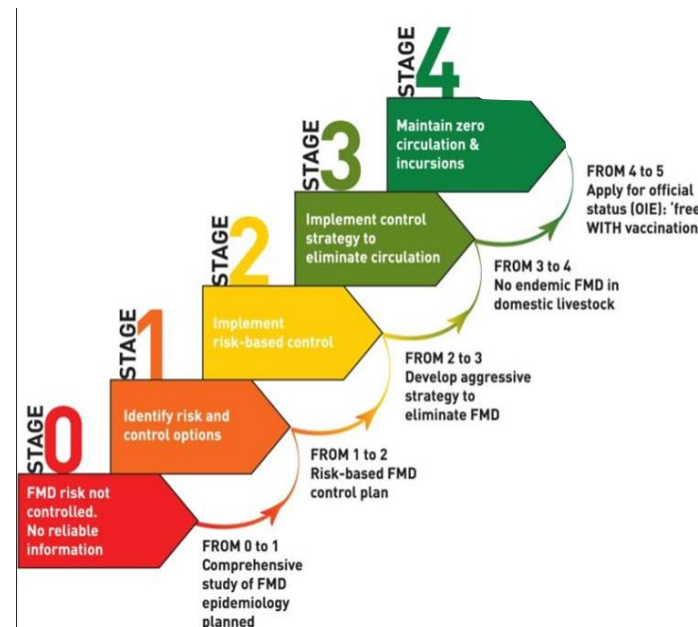 STAGE 4
Maintain zero
circulation &
incursions
FROM 4 to 5
Apply for official
status (OIE): 'free
WITH vaccination
STAGE 3
Implement control
strategy to
eliminate circulation
FROM 3 to 4
No endemic FMD in
domestic livestock
STAGE 2
Implement
risk-based control
FROM 2 to 3
Develop aggressive
strategy to
eliminate FMD
STAGE 1
Identify risk and
control options
FROM 1 to 2
Risk-based FMD
control plan
STAGE 0
FMD risk not
controlled.
No reliable
information
FROM 0 to 1
Comprehensive
study of FMD
epidemiology
planned